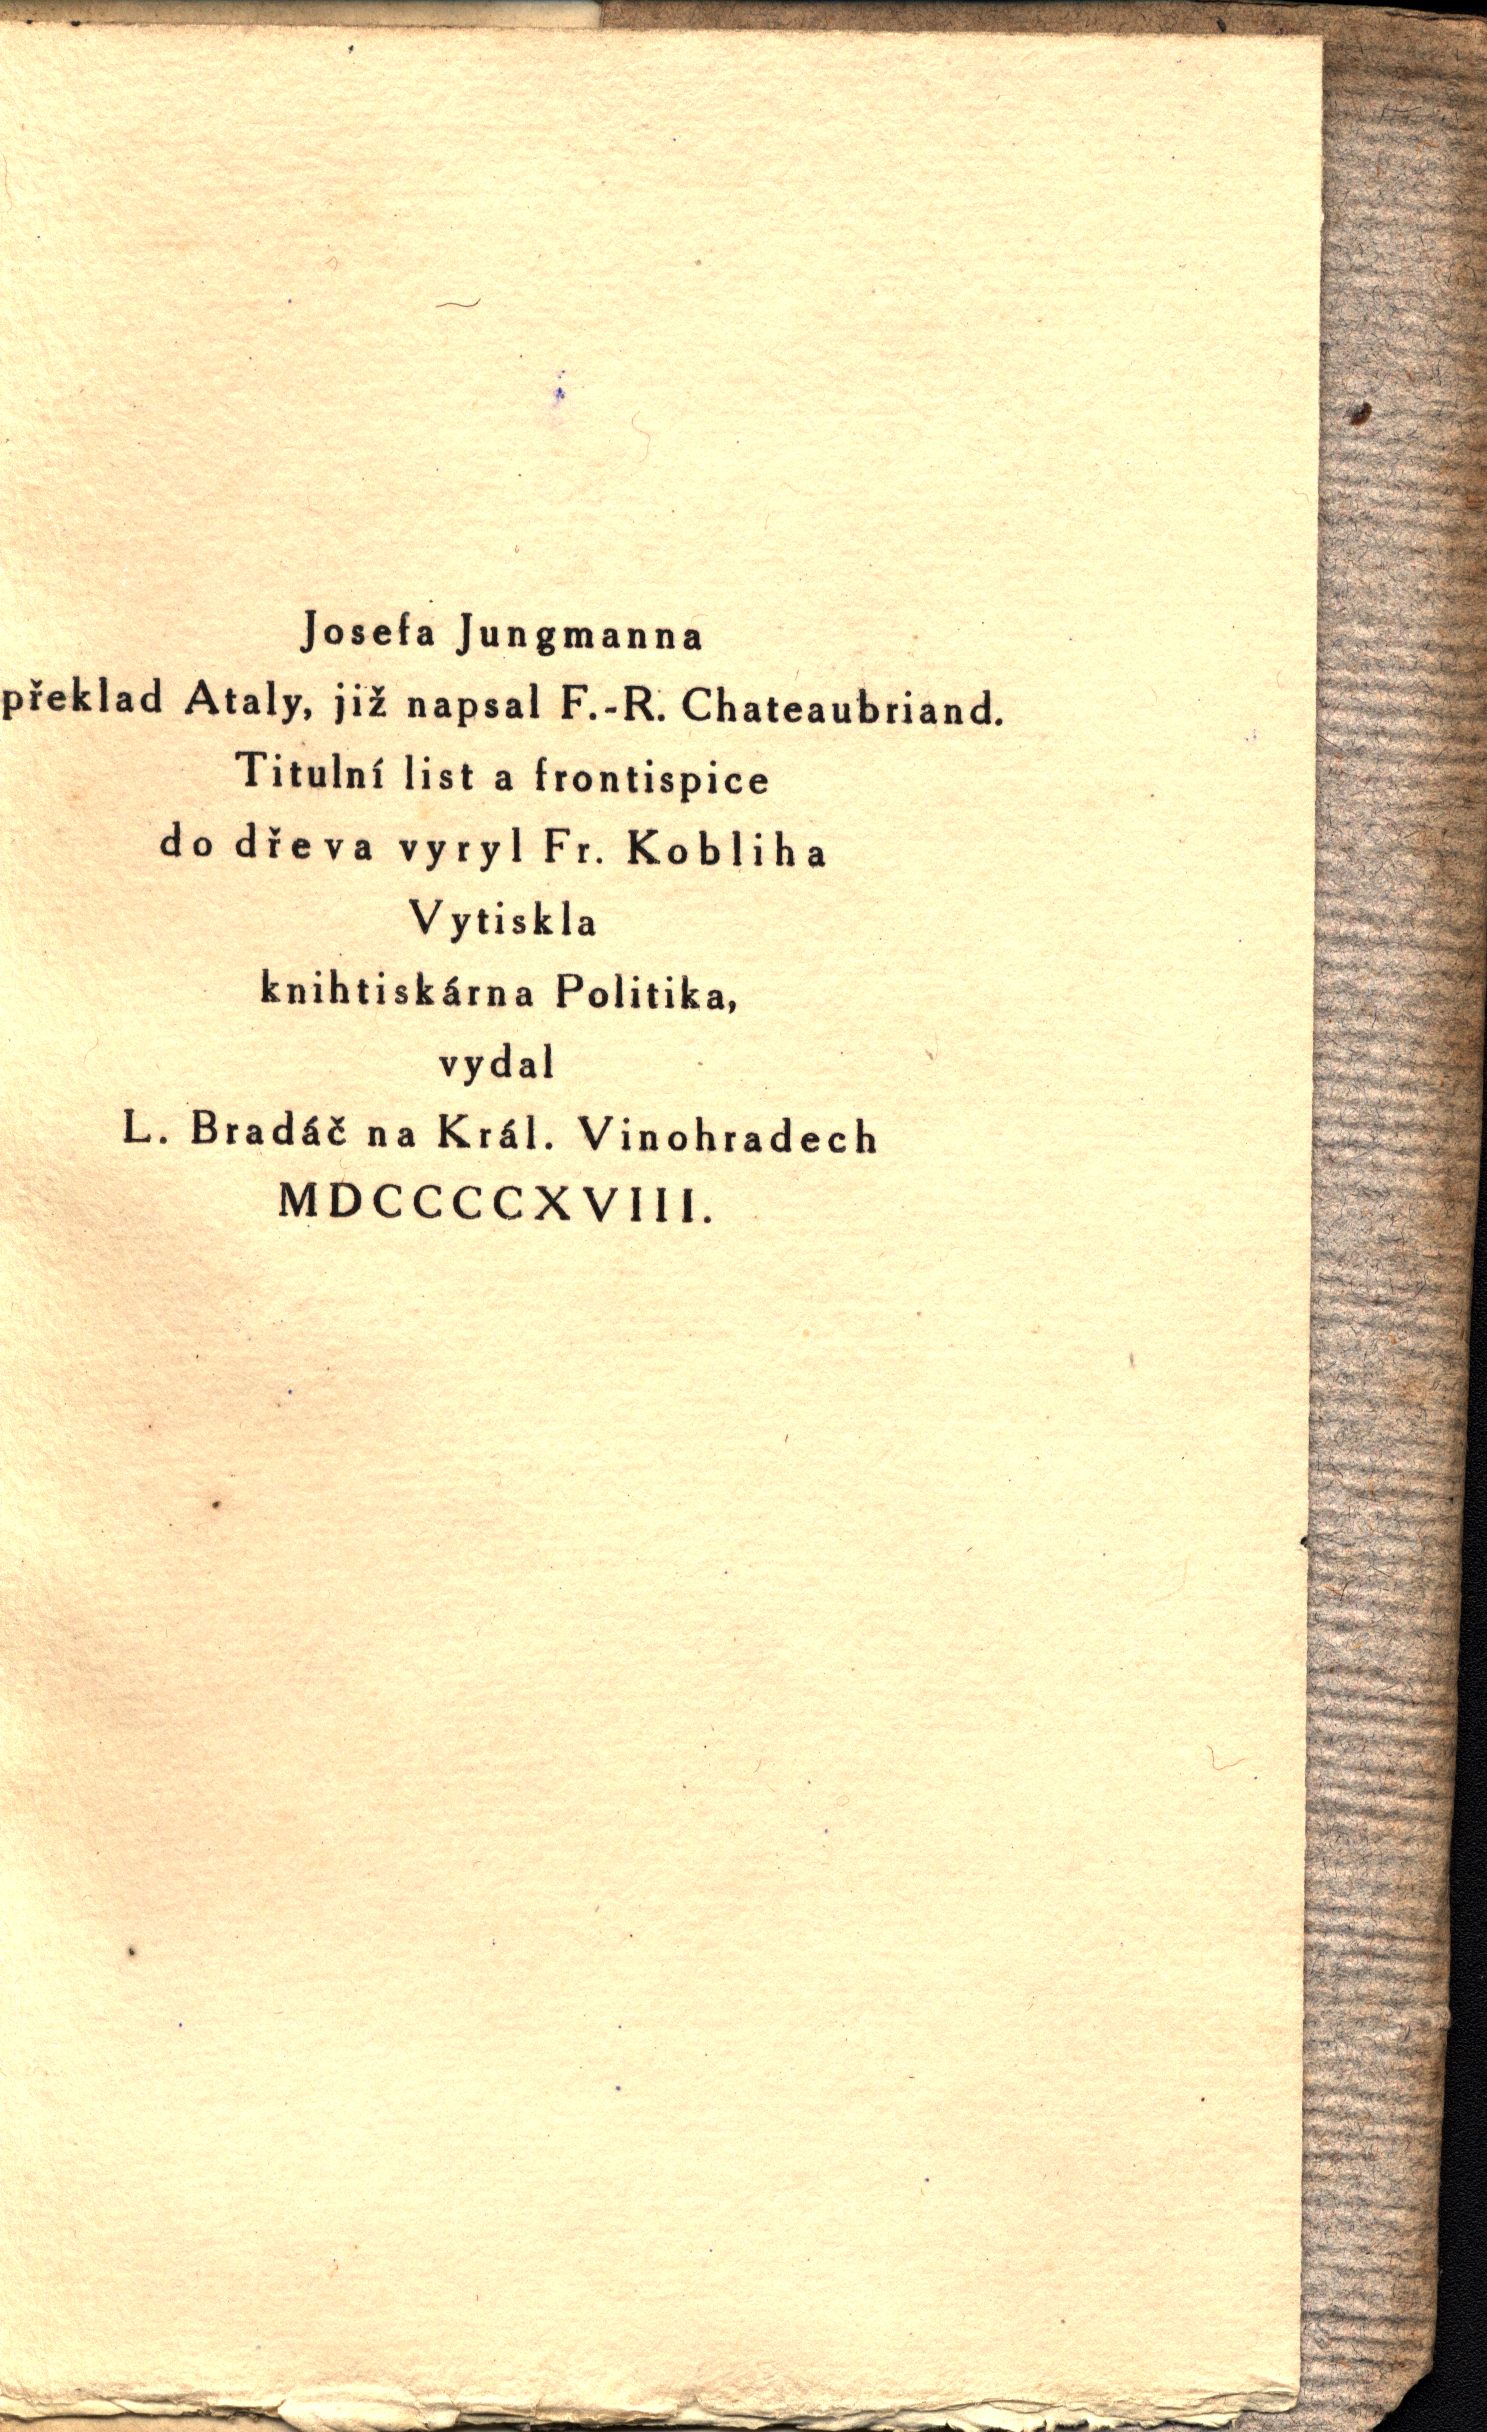 Josefa Jungmanna
překlad Ataly, již napsal F.-R. Chateaubriand.
Titulní list a frontispice
do dřeva vyryl Fr. Kobliha
Vytiskla
knihtiskárna Politika,
vydal
L. Bradáč na Král. Vinohradech
MDCCCCXVIII.